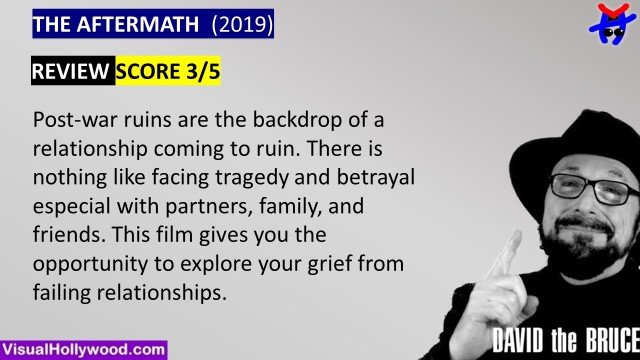 THE AFTERMATH (2019)
REVIEW SCORE 3/5
Post-war ruins are the backdrop of a
relationship coming to ruin. There is
nothing like facing tragedy and betrayal
especial with partners, family, and
friends. This film gives you the
opportunity to explore your grief from
failing relationships.
VisualHollywood.com
DAVID the BRUCE